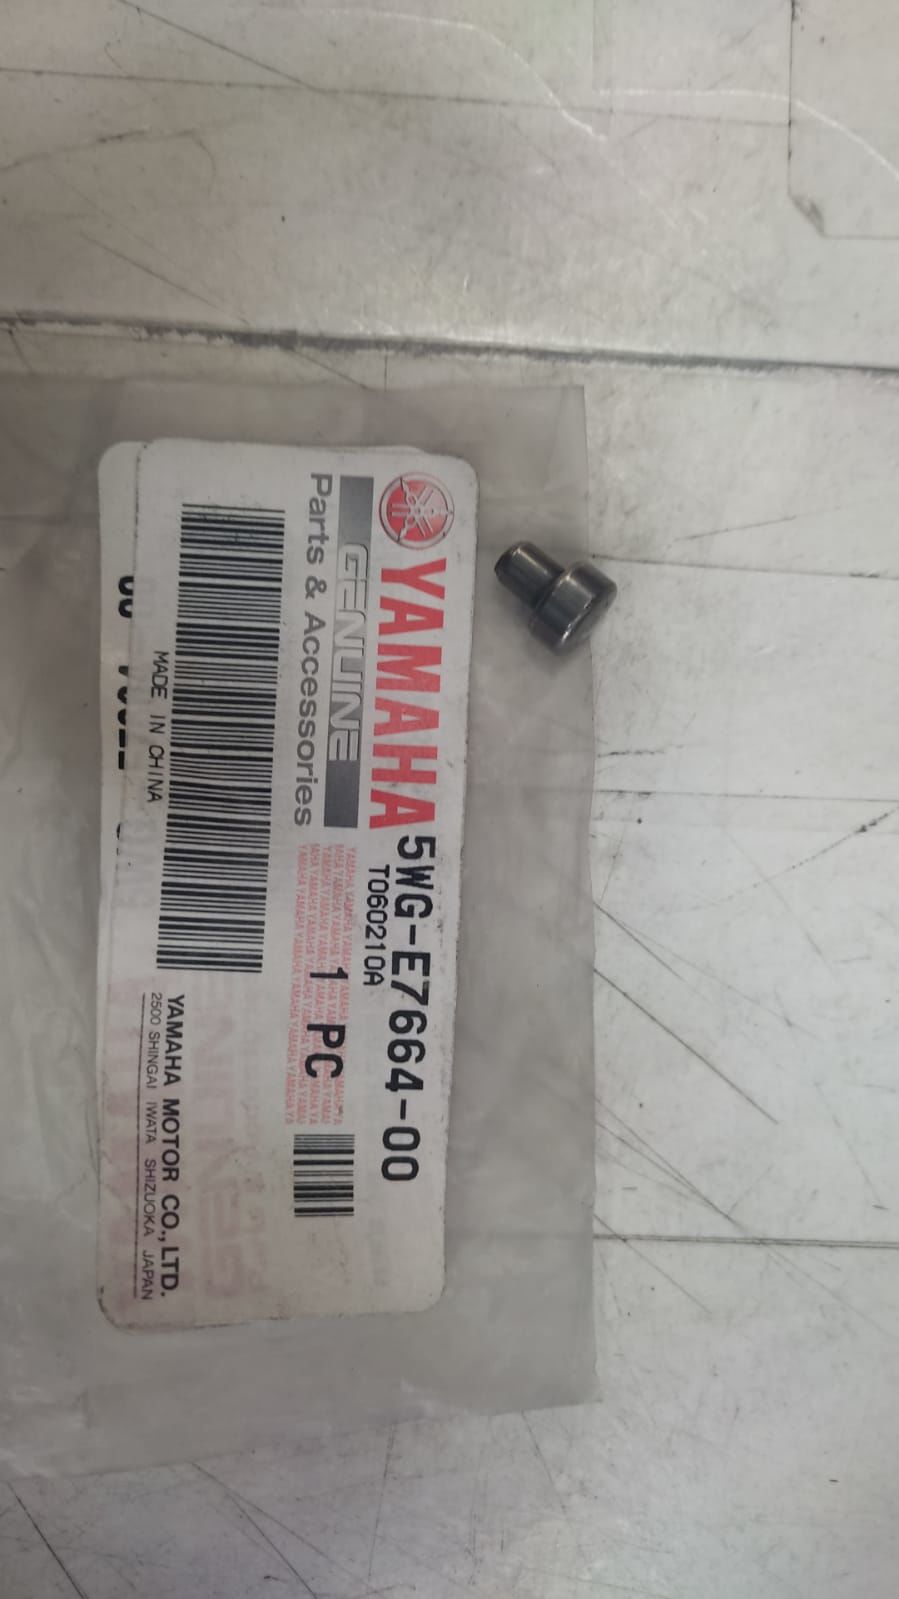 YAMAHA
GENUINE
Parts & Accessories
5WG-E7664-00
T060210A
1 PC
MADE IN CHINA
YAMAHA MOTOR CO., LTD.
2500 SHINGAI IWATA SHIZUOKA JAPAN